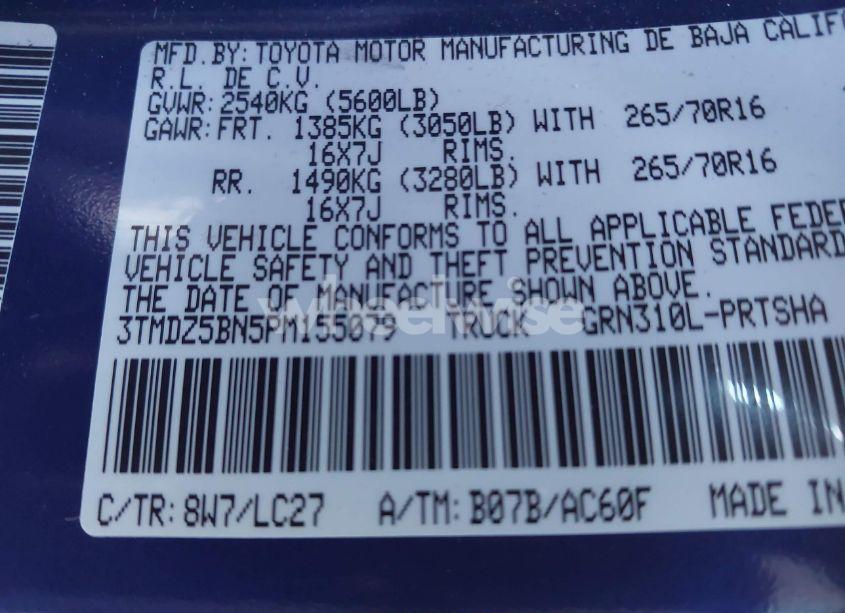 MFD.BY:TOYOTA MOTOR MANUFACTURING DE BAJA
R.L. DE C.V.
GVWR:2540KG (5600LB)
GAWR:FRT. 1385KG (3050LB) WITH 265/70R16
16X7J RIMS.
RR. 1490KG (3280LB) WITH 265/70R16
16X7J RIMS.
THIS VEHICLE CONFORMS TO ALL APPLICABLE
VEHICLE SAFETY AND THEFT PREVENTION STANDARD
THE DATE OF MANUFACTURE SHOWN ABOVE.
wheelwise
3TMDZ5BN5PM155079 TRUCK GRN310L-PRTSHA
C/TR:8W7/LC27 A/TM:B07B/AC60F MADE IN